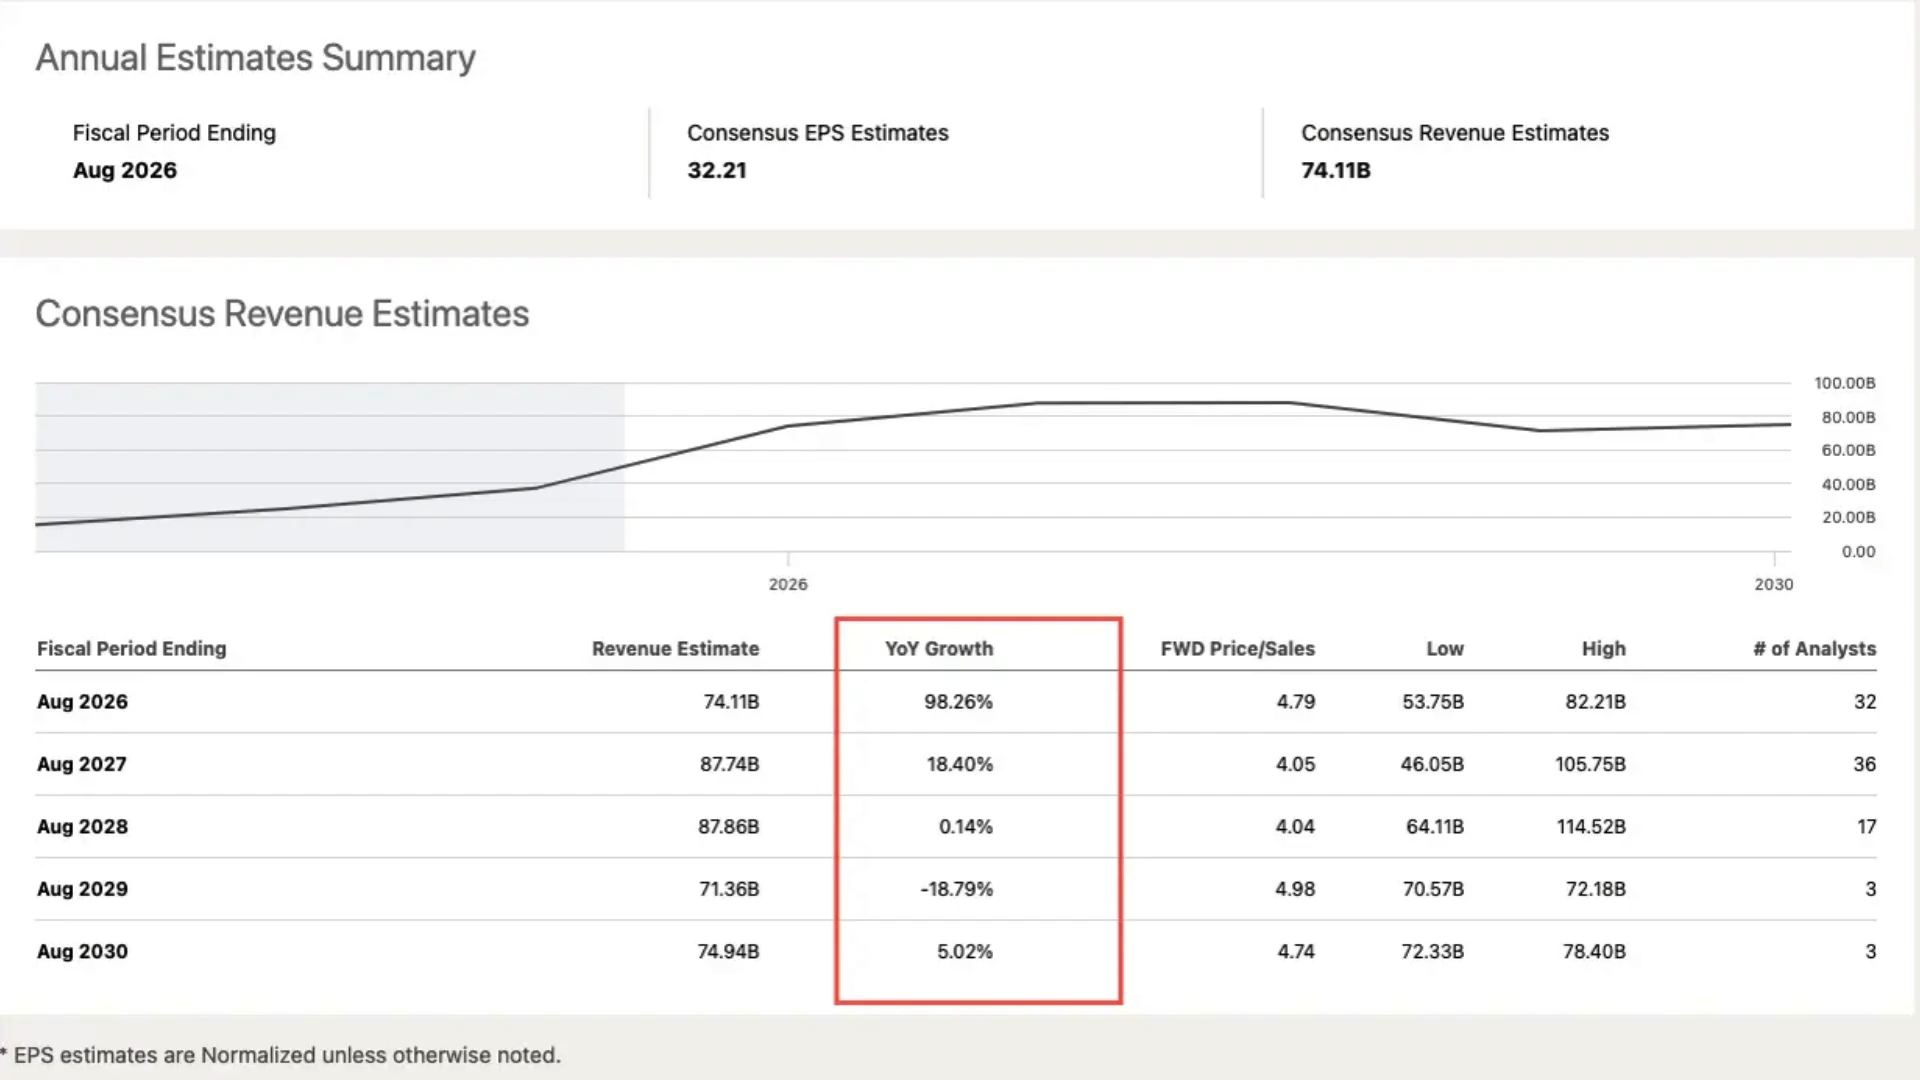 Annual Estimates Summary
Fiscal Period Ending Consensus EPS Estimates Consensus Revenue Estimates
Aug 2026 32.21 74.11B
Consensus Revenue Estimates
100.00B
80.00B
60.00B
40.00B
20.00B
0.00
2026 2030
Fiscal Period Ending Revenue Estimate YoY Growth FWD Price/Sales Low High # of Analysts
Aug 2026 74.11B 98.26% 4.79 53.75B 82.21B 32
Aug 2027 87.74B 18.40% 4.05 46.05B 105.75B 36
Aug 2028 87.86B 0.14% 4.04 64.11B 114.52B 17
Aug 2029 71.36B -18.79% 4.98 70.57B 72.18B 3
Aug 2030 74.94B 5.02% 4.74 72.33B 78.40B 3
* EPS estimates are Normalized unless otherwise noted.